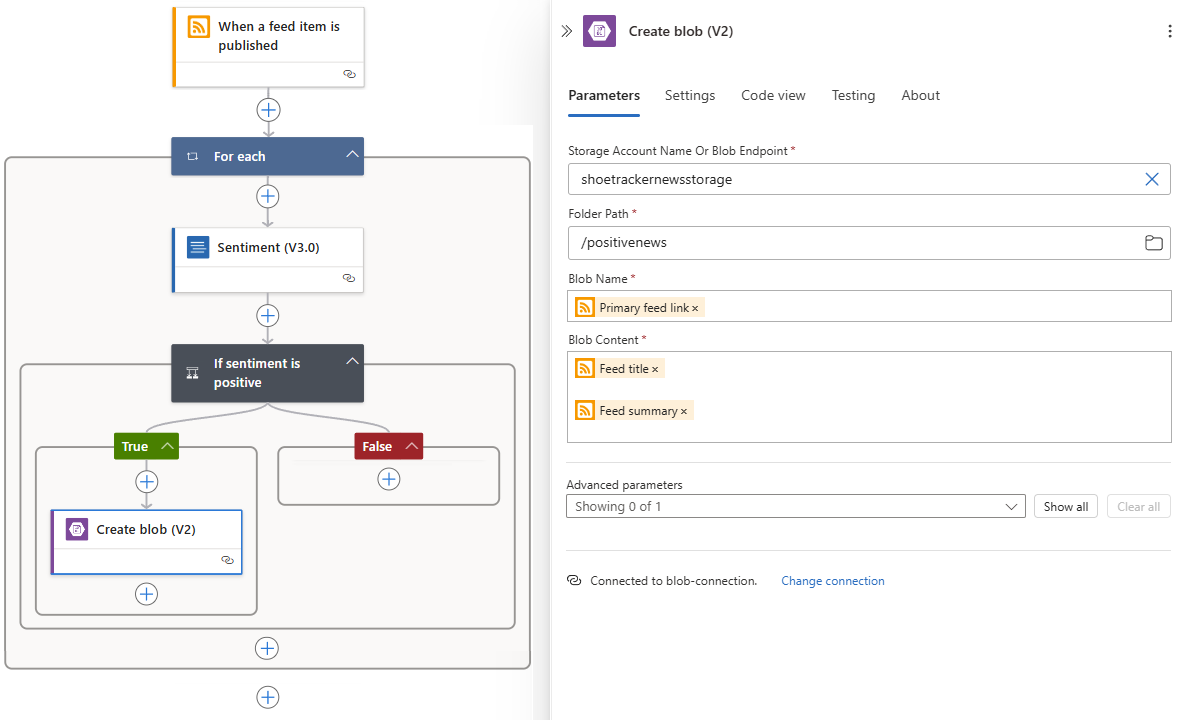 When a feed item is
published
For each
Sentiment (V3.0)
If sentiment is
positive
True
False
Create blob (V2)
Create blob (V2)
Parameters Settings Code view Testing About
Storage Account Name Or Blob Endpoint *
shoetrackernewsstorage
Folder Path *
/positivenews
Blob Name *
Primary feed link ×
Blob Content *
Feed title ×
Feed summary ×
Advanced parameters
Showing 0 of 1 Show all Clear all
Connected to blob-connection. Change connection